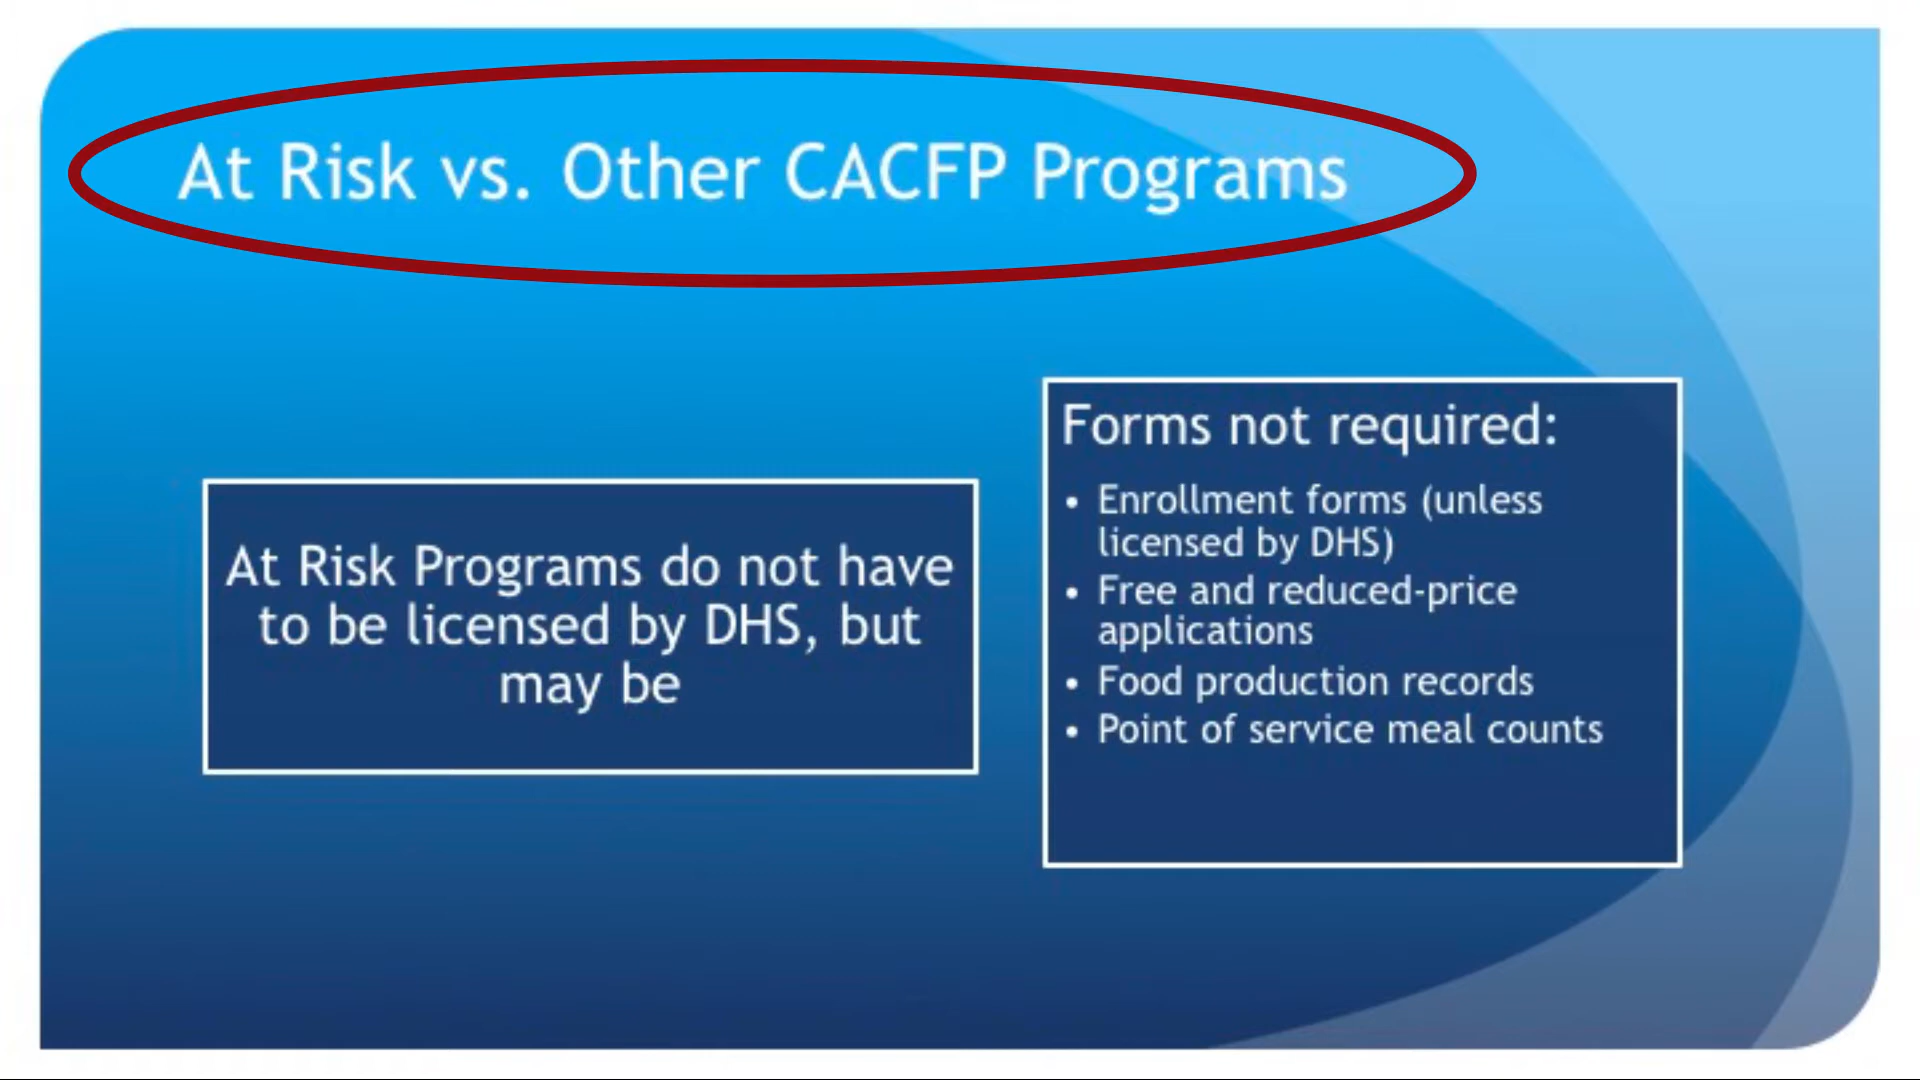 At Risk vs. Other CACFP Programs
At Risk Programs do not have
to be licensed by DHS, but
may be
Forms not required:
• Enrollment forms (unless
licensed by DHS)
• Free and reduced-price
applications
• Food production records
• Point of service meal counts